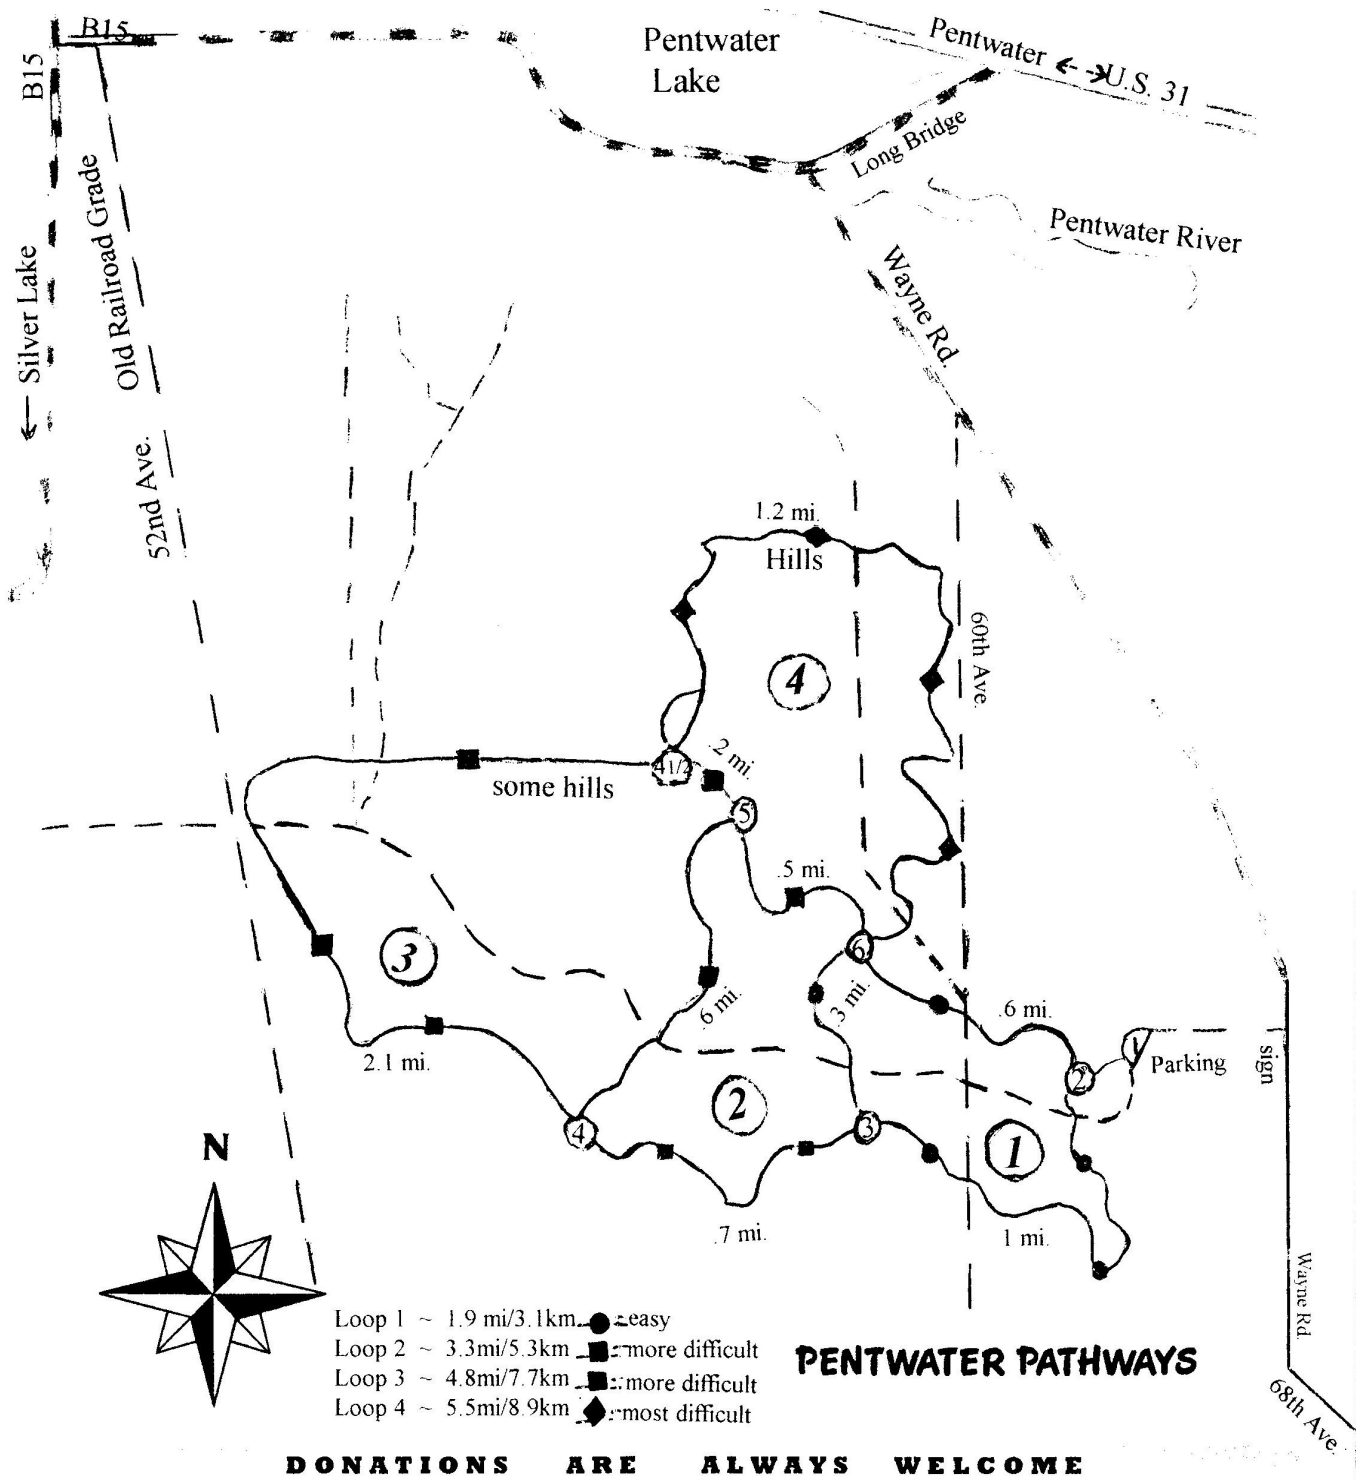 B15
B15
Pentwater
Lake
Pentwater
U.S. 31
Long Bridge
Pentwater River
Wayne Rd.
Old Railroad Grade
Silver Lake
52nd Ave.
1.2 mi.
Hills
60th Ave.
4
.2 mi.
4 1/2
some hills
5
.5 mi.
6
3
.6 mi.
.3 mi.
.6 mi.
1
Parking
sign
2
2.1 mi.
2
4
3
1
N
.7 mi.
1 mi.
Wayne Rd
Loop 1 ~ 1.9 mi/3.1km easy
Loop 2 ~ 3.3mi/5.3km more difficult
Loop 3 ~ 4.8mi/7.7km more difficult
Loop 4 ~ 5.5mi/8.9km most difficult
PENTWATER PATHWAYS
68th Ave.
DONATIONS ARE ALWAYS WELCOME